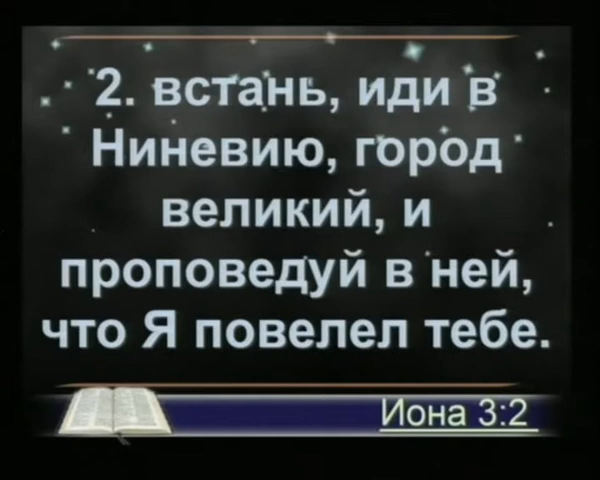 2. встань, иди в
Ниневию, город
великий, и
проповедуй в ней,
что Я повелел тебе.
Иона 3:2